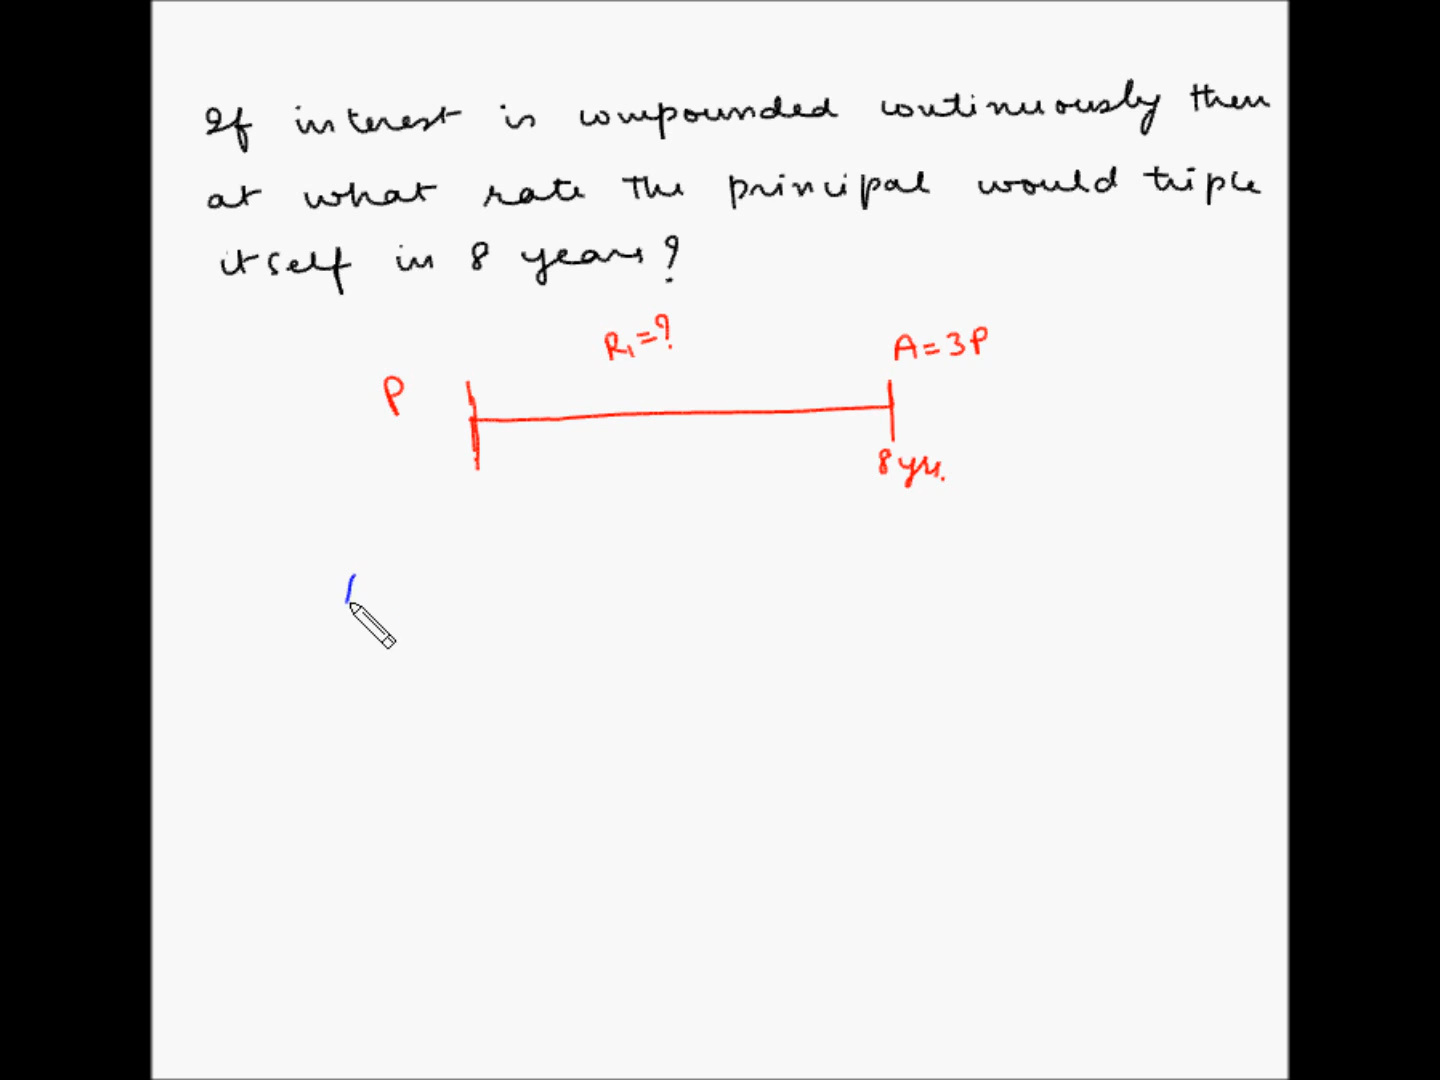 If interest is compounded continuously then
at what rate the principal would triple
itself in 8 years?
R₁=?
A=3P
P
8 yrs.